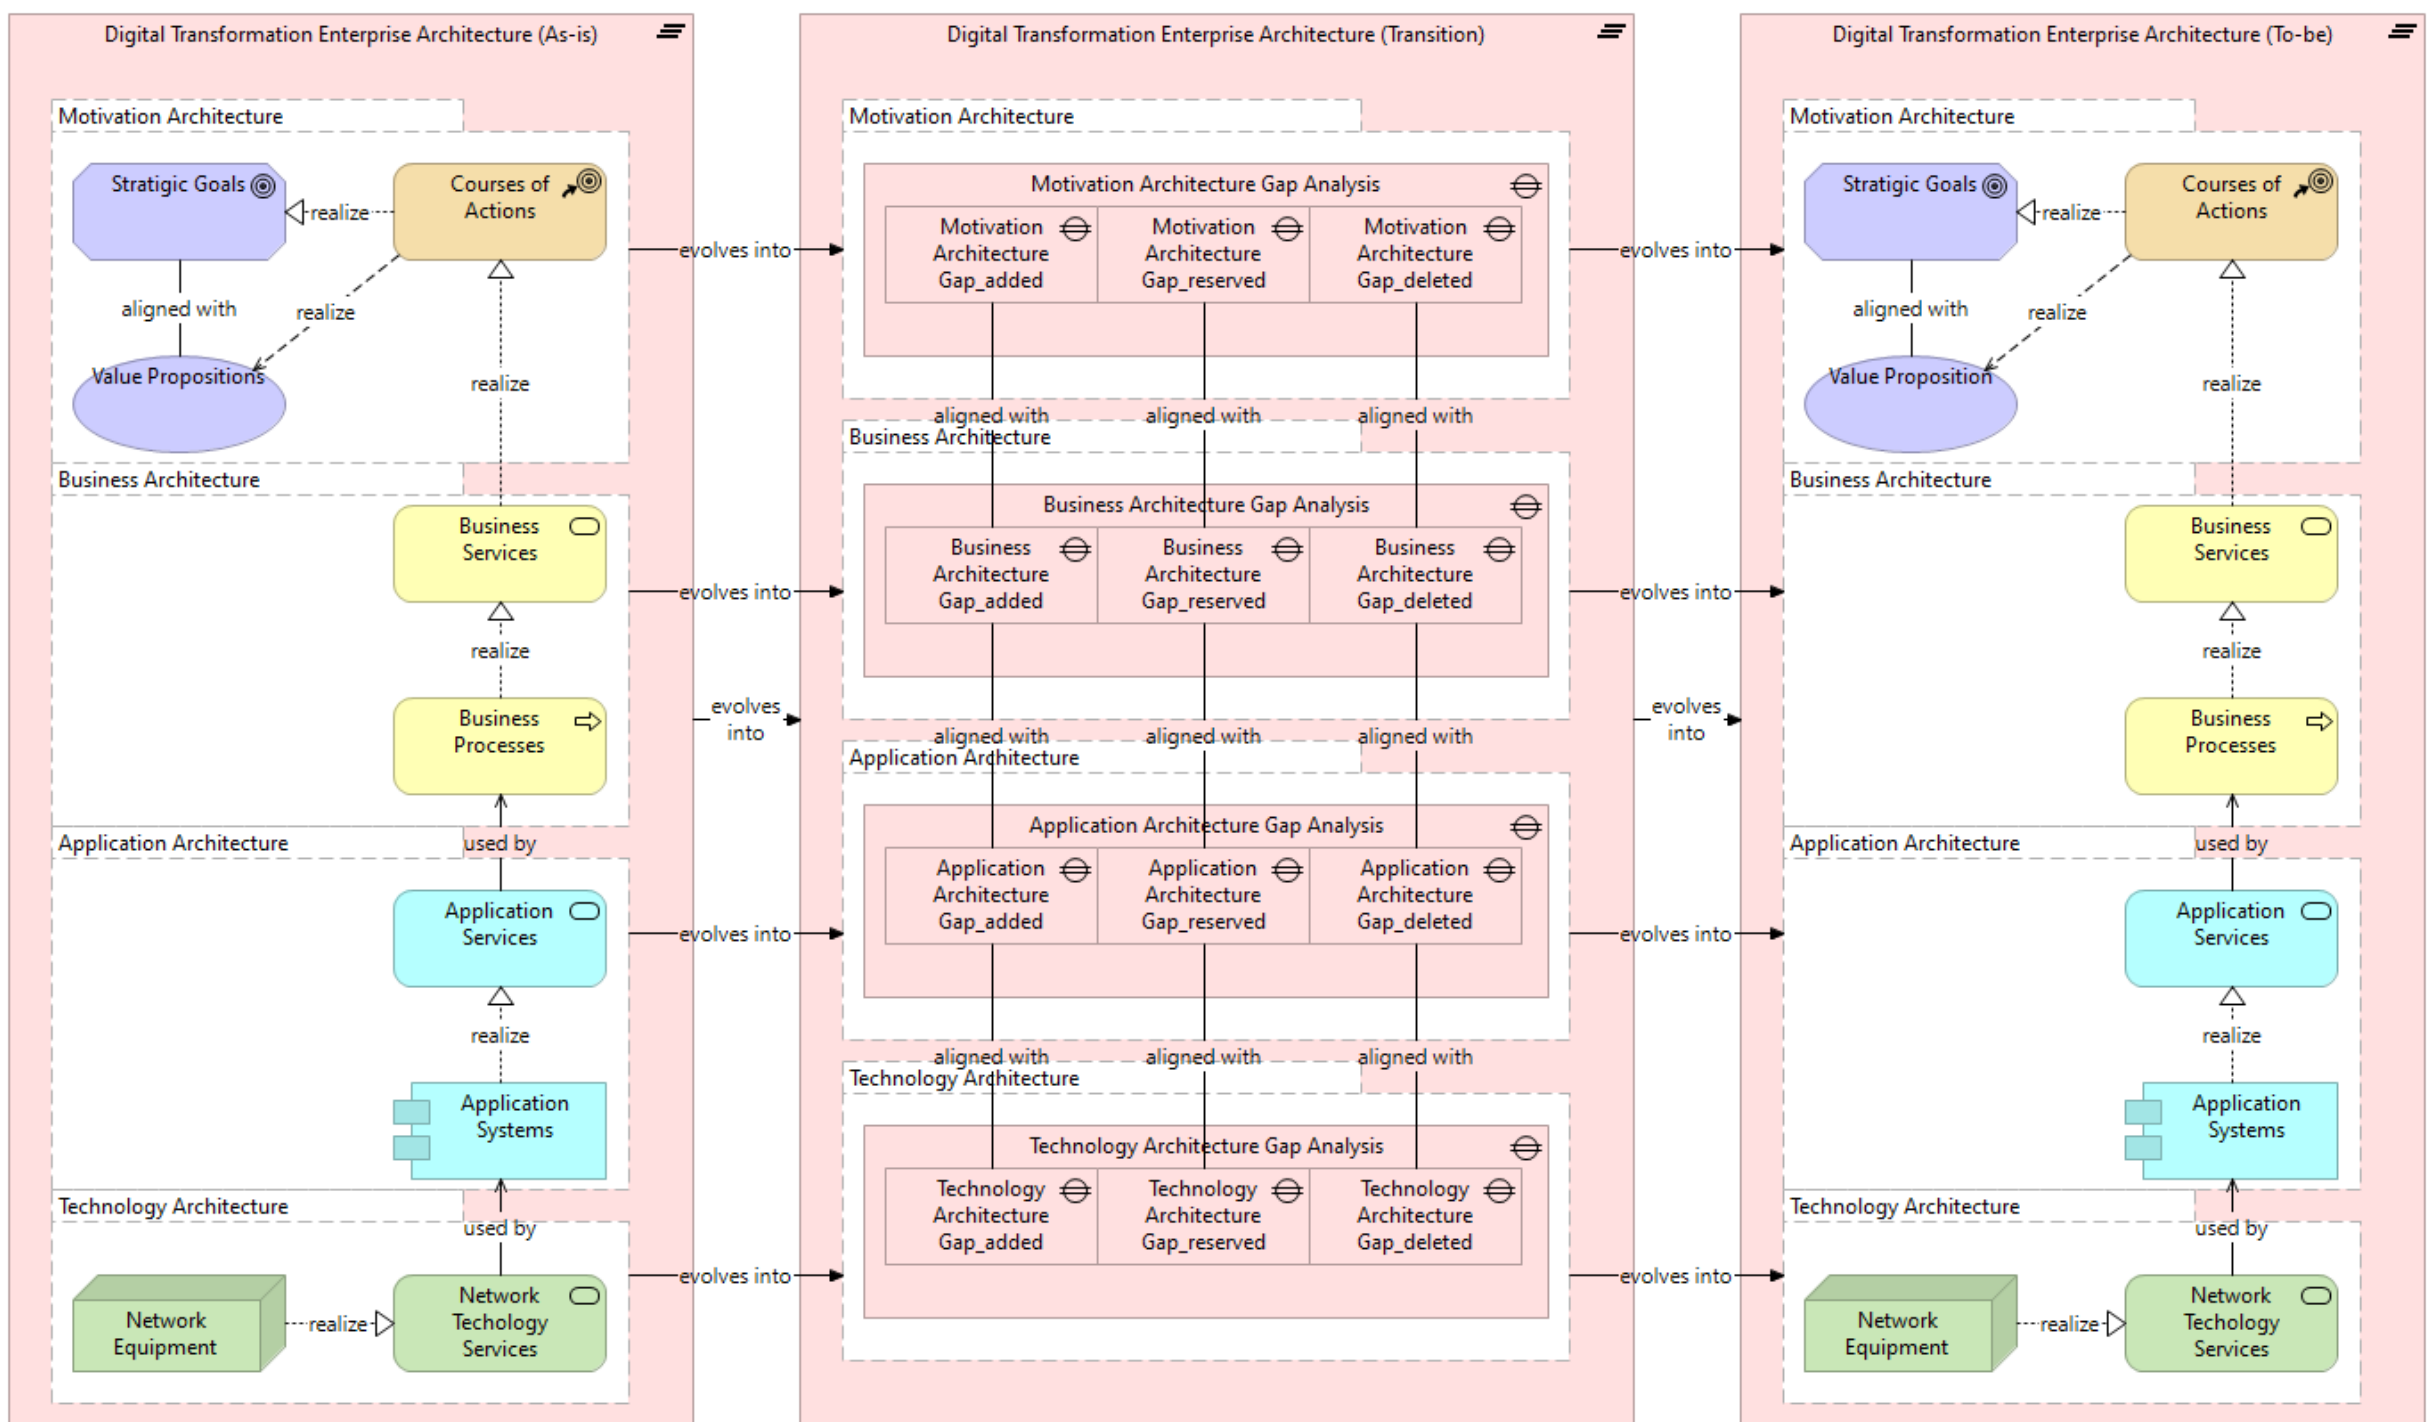 Digital Transformation Enterprise Architecture (As-is)
Motivation Architecture
Stratigic Goals
realize
Courses of
Actions
aligned with
realize
Value Propositions
realize
Business Architecture
Business
Services
realize
Business
Processes
Application Architecture
used by
Application
Services
realize
Application
Systems
Technology Architecture
used by
Network
Equipment
realize
Network
Techology
Services
evolves into
evolves into
evolves
into
evolves into
evolves into
Digital Transformation Enterprise Architecture (Transition)
Motivation Architecture
Motivation Architecture Gap Analysis
Motivation
Architecture
Gap_added
Motivation
Architecture
Gap_reserved
Motivation
Architecture
Gap_deleted
aligned with
aligned with
aligned with
Business Architecture
Business Architecture Gap Analysis
Business
Architecture
Gap_added
Business
Architecture
Gap_reserved
Business
Architecture
Gap_deleted
aligned with
aligned with
aligned with
Application Architecture
Application Architecture Gap Analysis
Application
Architecture
Gap_added
Application
Architecture
Gap_reserved
Application
Architecture
Gap_deleted
aligned with
aligned with
aligned with
Technology Architecture
Technology Architecture Gap Analysis
Technology
Architecture
Gap_added
Technology
Architecture
Gap_reserved
Technology
Architecture
Gap_deleted
evolves into
evolves into
evolves
into
evolves into
evolves into
Digital Transformation Enterprise Architecture (To-be)
Motivation Architecture
Stratigic Goals
realize
Courses of
Actions
aligned with
realize
Value Proposition
realize
Business Architecture
Business
Services
realize
Business
Processes
Application Architecture
used by
Application
Services
realize
Application
Systems
Technology Architecture
used by
Network
Equipment
realize
Network
Techology
Services